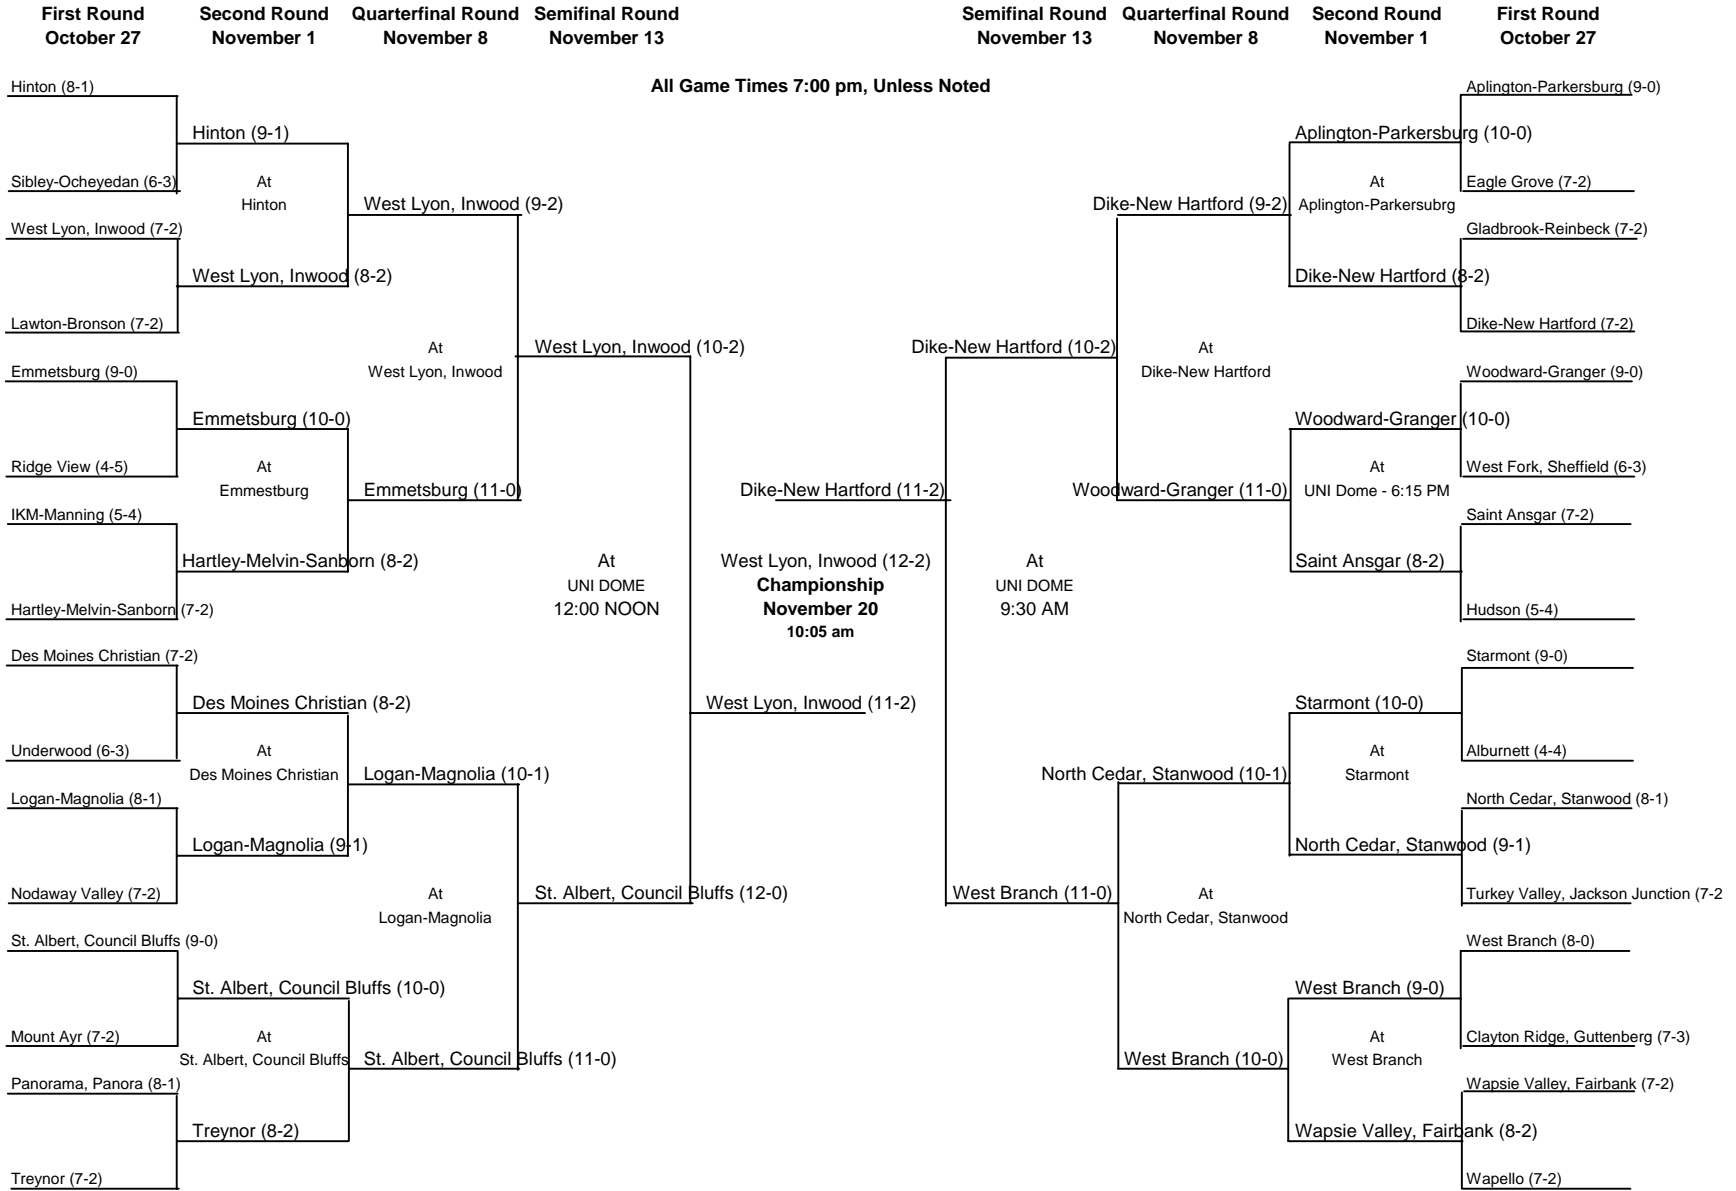 First Round
October 27
Second Round
November 1
Quarterfinal Round
November 8
Semifinal Round
November 13
Semifinal Round
November 13
Quarterfinal Round
November 8
Second Round
November 1
First Round
October 27
All Game Times 7:00 pm, Unless Noted
Hinton (8-1)
Sibley-Ocheyedan (6-3)
West Lyon, Inwood (7-2)
Lawton-Bronson (7-2)
Emmetsburg (9-0)
Ridge View (4-5)
IKM-Manning (5-4)
Hartley-Melvin-Sanborn (7-2)
Des Moines Christian (7-2)
Underwood (6-3)
Logan-Magnolia (8-1)
Nodaway Valley (7-2)
St. Albert, Council Bluffs (9-0)
Mount Ayr (7-2)
Panorama, Panora (8-1)
Treynor (7-2)
Hinton (9-1)
At
Hinton
West Lyon, Inwood (8-2)
Emmetsburg (10-0)
At
Emmestburg
Hartley-Melvin-Sanborn (8-2)
Des Moines Christian (8-2)
At
Des Moines Christian
Logan-Magnolia (9-1)
St. Albert, Council Bluffs (10-0)
At
St. Albert, Council Bluffs
Treynor (8-2)
West Lyon, Inwood (9-2)
At
West Lyon, Inwood
Emmetsburg (11-0)
Logan-Magnolia (10-1)
At
Logan-Magnolia
St. Albert, Council Bluffs (11-0)
West Lyon, Inwood (10-2)
At
UNI DOME
12:00 NOON
St. Albert, Council Bluffs (12-0)
Dike-New Hartford (11-2)
West Lyon, Inwood (12-2)
Championship
November 20
10:05 am
West Lyon, Inwood (11-2)
Dike-New Hartford (10-2)
At
UNI DOME
9:30 AM
West Branch (11-0)
Dike-New Hartford (9-2)
At
Dike-New Hartford
Woodward-Granger (11-0)
North Cedar, Stanwood (10-1)
At
North Cedar, Stanwood
West Branch (10-0)
Aplington-Parkersburg (10-0)
At
Aplington-Parkersubrg
Dike-New Hartford (8-2)
Woodward-Granger (10-0)
At
UNI Dome - 6:15 PM
Saint Ansgar (8-2)
Starmont (10-0)
At
Starmont
North Cedar, Stanwood (9-1)
West Branch (9-0)
At
West Branch
Wapsie Valley, Fairbank (8-2)
Aplington-Parkersburg (9-0)
Eagle Grove (7-2)
Gladbrook-Reinbeck (7-2)
Dike-New Hartford (7-2)
Woodward-Granger (9-0)
West Fork, Sheffield (6-3)
Saint Ansgar (7-2)
Hudson (5-4)
Starmont (9-0)
Alburnett (4-4)
North Cedar, Stanwood (8-1)
Turkey Valley, Jackson Junction (7-2
West Branch (8-0)
Clayton Ridge, Guttenberg (7-3)
Wapsie Valley, Fairbank (7-2)
Wapello (7-2)